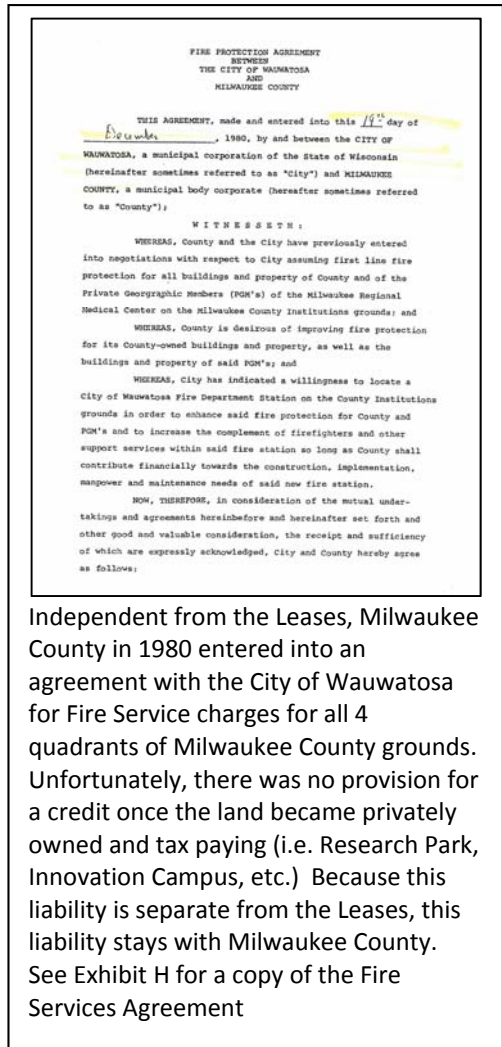 FIRE PROTECTION AGREEMENT
BETWEEN
THE CITY OF WAUWATOSA
AND
MILWAUKEE COUNTY
THIS AGREEMENT, made and entered into this 19th day of
December, 1980, by and between the CITY OF
WAUWATOSA, a municipal corporation of the State of Wisconsin
(hereinafter sometimes referred to as "City") and MILWAUKEE
COUNTY, a municipal body corporate (hereafter sometimes referred
to as "County");
W I T N E S S E T H :
WHEREAS, County and the City have previously entered
into negotiations with respect to City assuming first line fire
protection for all buildings and property of County and of the
Private Georgraphic Members (PGM's) of the Milwaukee Regional
Medical Center on the Milwaukee County Institutions grounds; and
WHEREAS, County is desirous of improving fire protection
for its County-owned buildings and property, as well as the
buildings and property of said PGM's; and
WHEREAS, City has indicated a willingness to locate a
City of Wauwatosa Fire Department Station on the County Institutions
grounds in order to enhance said fire protection for County and
PGM's and to increase the complement of firefighters and other
support services within said fire station so long as County shall
contribute financially towards the construction, implementation,
manpower and maintenance needs of said new fire station.
NOW, THEREFORE, in consideration of the mutual under-
takings and agreements hereinbefore and hereinafter set forth and
other good and valuable consideration, the receipt and sufficiency
of which are expressly acknowledged, City and County hereby agree
as follows:
Independent from the Leases, Milwaukee
County in 1980 entered into an
agreement with the City of Wauwatosa
for Fire Service charges for all 4
quadrants of Milwaukee County grounds.
Unfortunately, there was no provision for
a credit once the land became privately
owned and tax paying (i.e. Research Park,
Innovation Campus, etc.)  Because this
liability is separate from the Leases, this
liability stays with Milwaukee County.
See Exhibit H for a copy of the Fire
Services Agreement